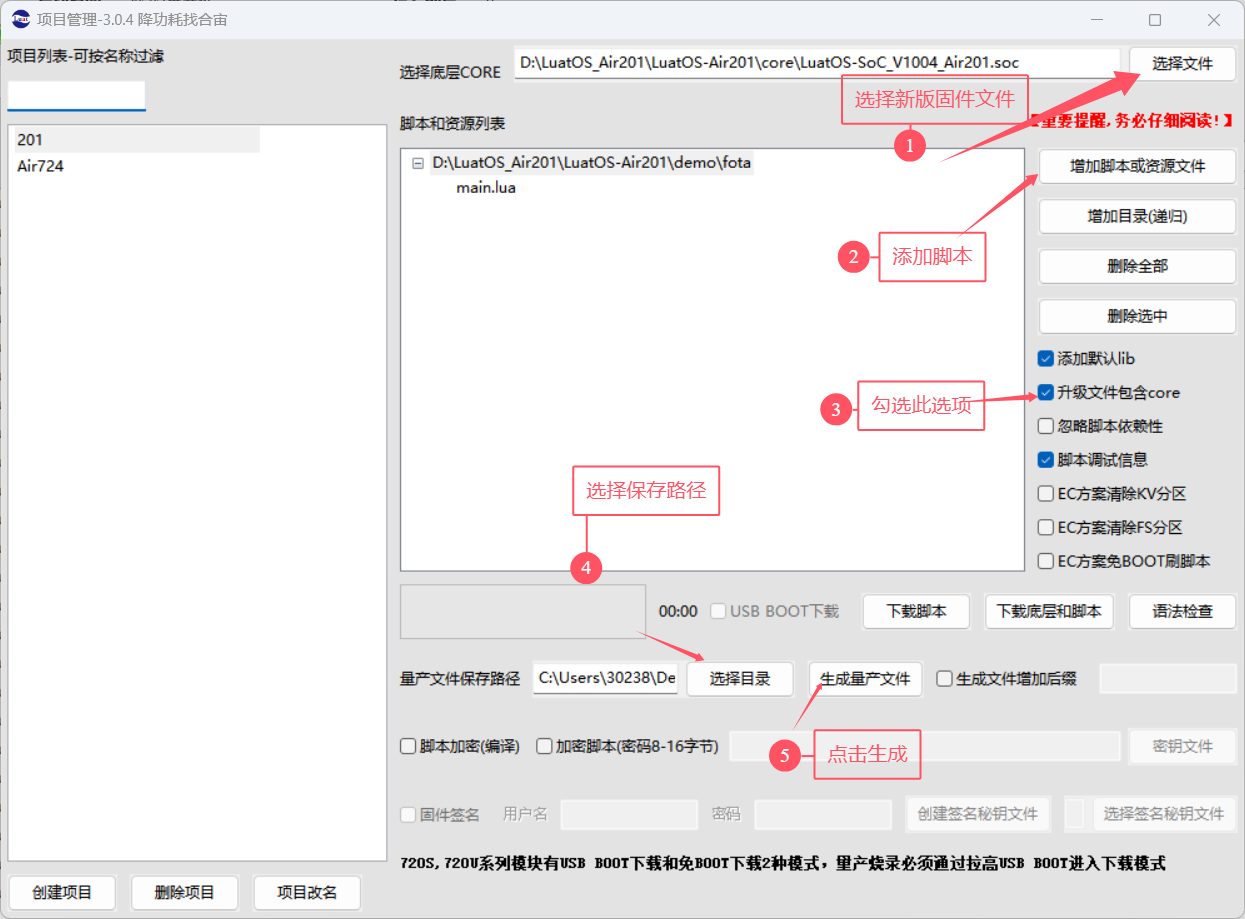 项目管理-3.0.4 降功耗找合宙
项目列表-可按名称过滤
201
Air724
选择底层CORE
D:\LuatOS_Air201\LuatOS-Air201\core\LuatOS-SoC_V1004_Air201.soc
选择文件
选择新版固件文件
1
【重要提醒,务必仔细阅读!】
脚本和资源列表
D:\LuatOS_Air201\LuatOS-Air201\demo\fota
main.lua
增加脚本或资源文件
增加目录(递归)
2
添加脚本
删除全部
删除选中
添加默认lib
升级文件包含core
3
勾选此选项
忽略脚本依赖性
脚本调试信息
EC方案清除KV分区
EC方案清除FS分区
EC方案免BOOT刷脚本
选择保存路径
4
00:00
USB BOOT下载
下载脚本
下载底层和脚本
语法检查
量产文件保存路径
C:\Users\30238\De
选择目录
生成量产文件
生成文件增加后缀
脚本加密(编译)
加密脚本(密码8-16字节)
5
点击生成
密钥文件
固件签名
用户名
密码
创建签名秘钥文件
选择签名秘钥文件
720S,720U系列模块有USB BOOT下载和免BOOT下载2种模式，量产烧录必须通过拉高USB BOOT进入下载模式
创建项目
删除项目
项目改名